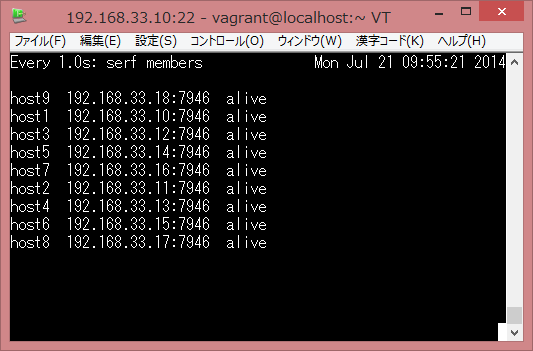 192.168.33.10:22 - vagrant@localhost:~ VT
ファイル(F) 編集(E) 設定(S) コントロール(O) ウィンドウ(W) 漢字コード(K) ヘルプ(H)
Every 1.0s: serf members Mon Jul 21 09:55:21 2014
host9 192.168.33.18:7946 alive
host1 192.168.33.10:7946 alive
host3 192.168.33.12:7946 alive
host5 192.168.33.14:7946 alive
host7 192.168.33.16:7946 alive
host2 192.168.33.11:7946 alive
host4 192.168.33.13:7946 alive
host6 192.168.33.15:7946 alive
host8 192.168.33.17:7946 alive